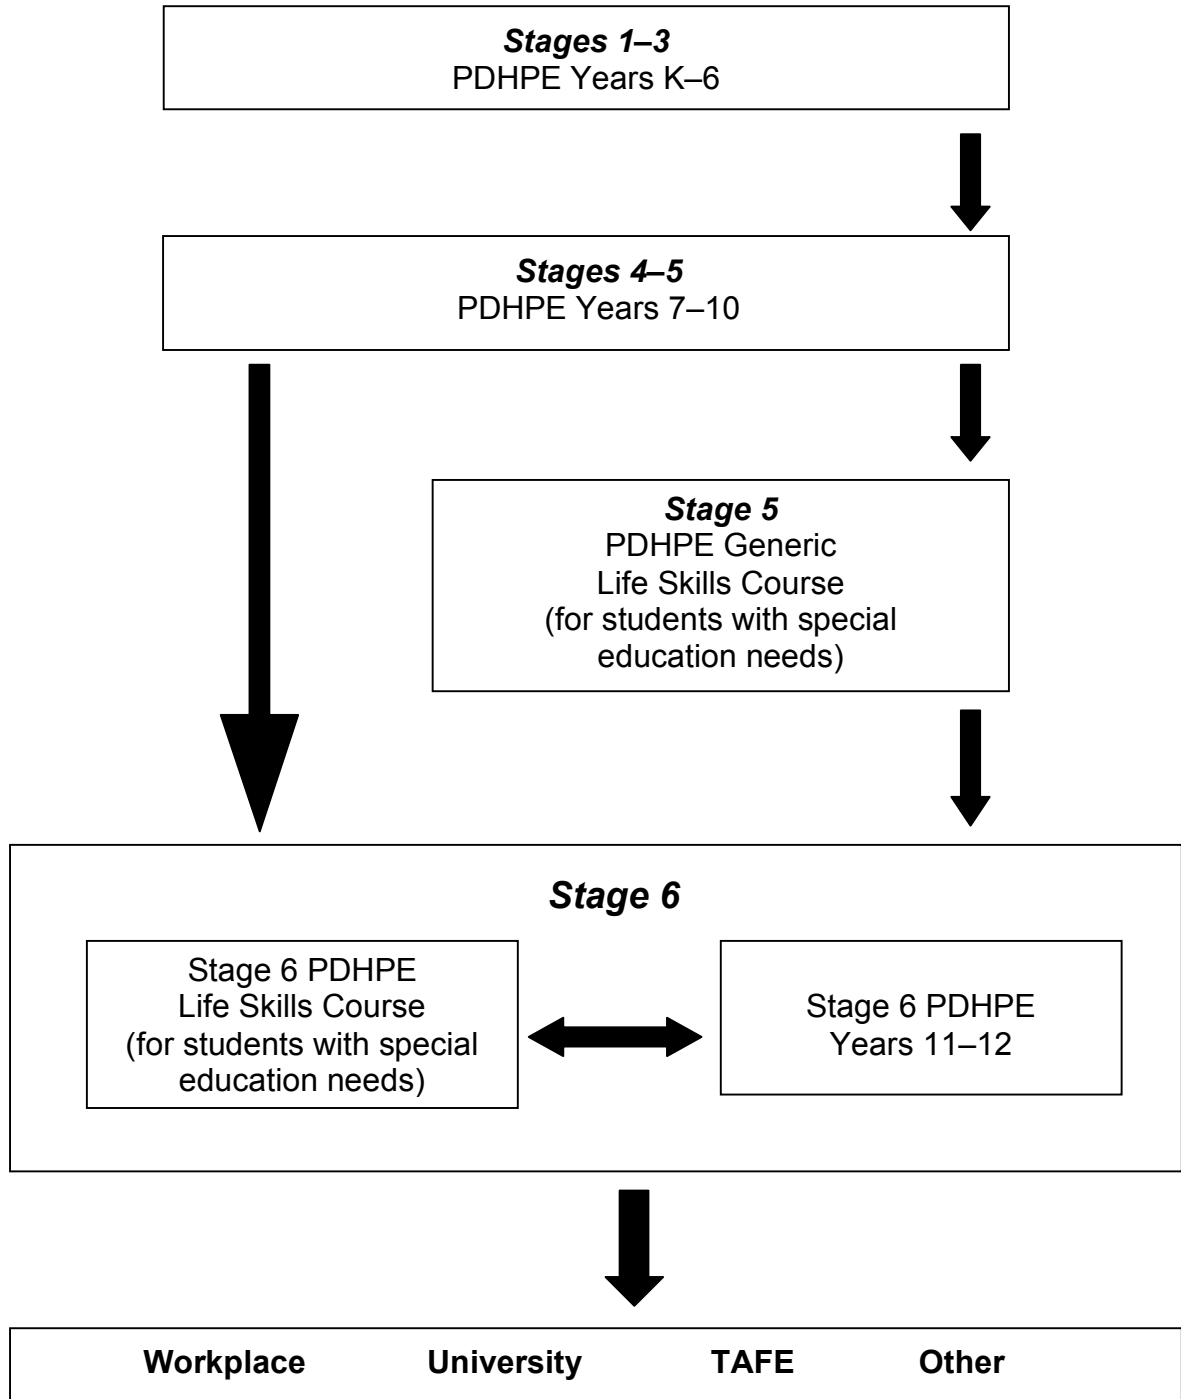 Stages 1–3
PDHPE Years K–6
Stages 4–5
PDHPE Years 7–10
Stage 5
PDHPE Generic
Life Skills Course
(for students with special
education needs)
Stage 6
Stage 6 PDHPE
Life Skills Course
(for students with special
education needs)
Stage 6 PDHPE
Years 11–12
Workplace University TAFE Other